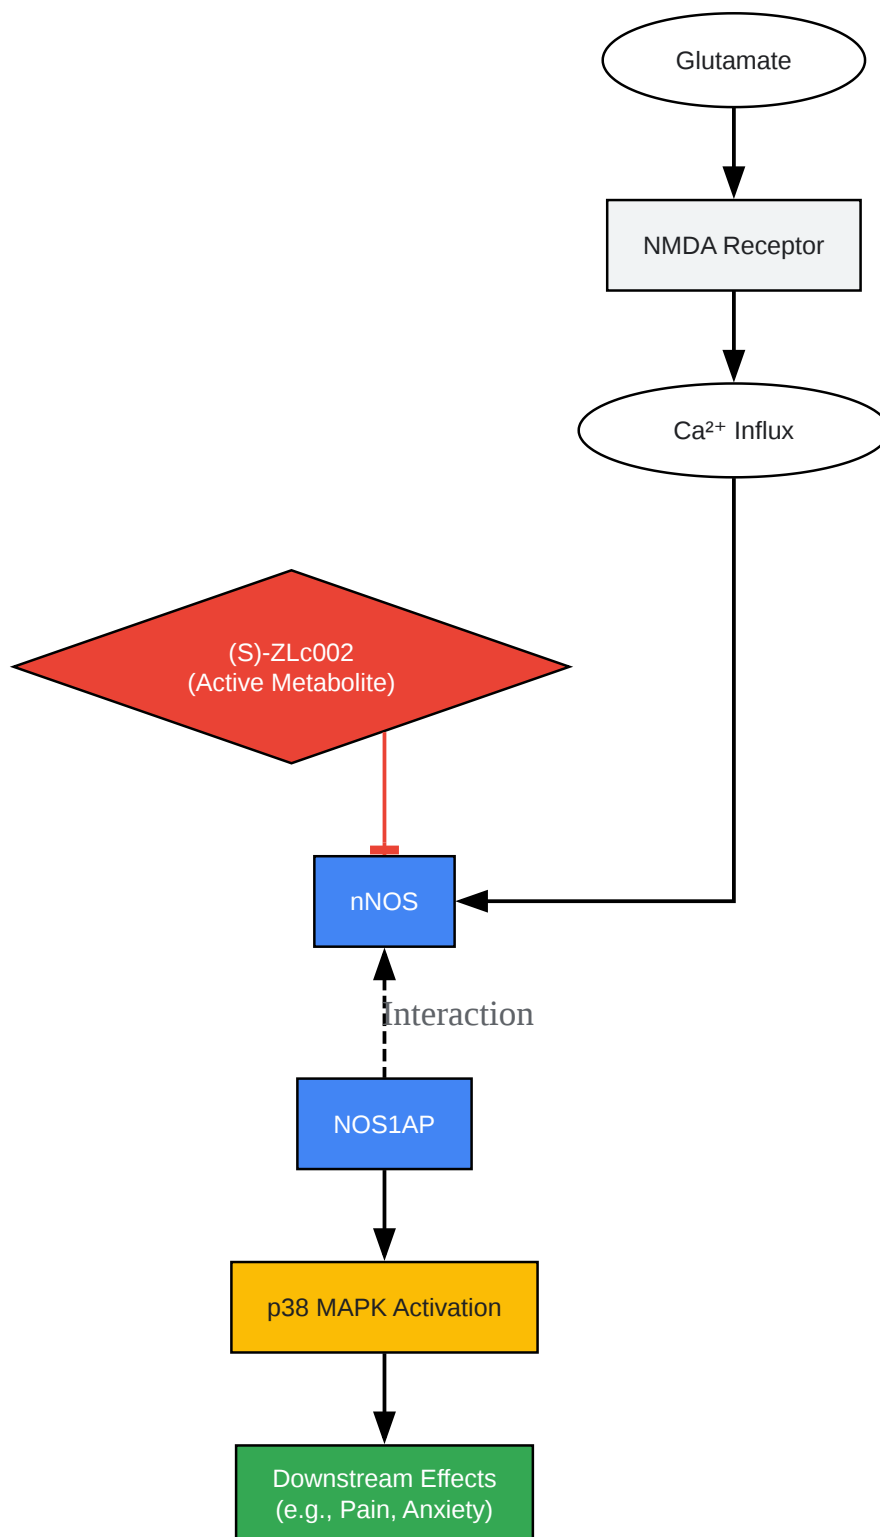 Glutamate
NMDA Receptor
Ca²⁺ Influx
(S)-ZLc002
(Active Metabolite)
nNOS
Interaction
NOS1AP
p38 MAPK Activation
Downstream Effects
(e.g., Pain, Anxiety)